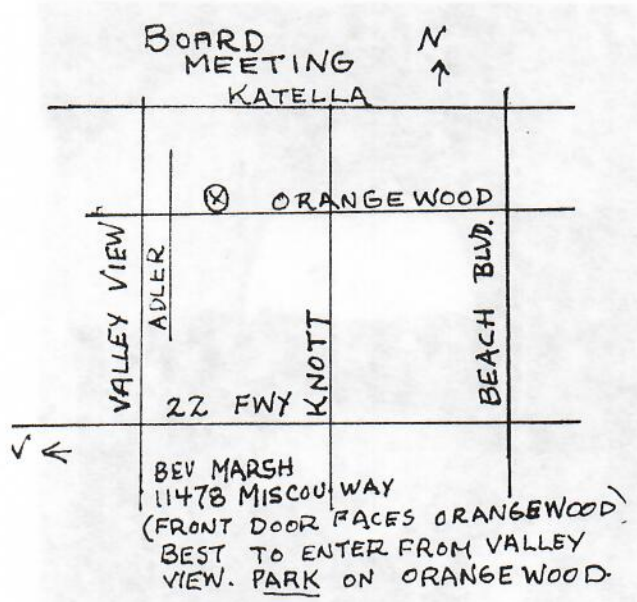 BOARD
MEETING
N
KATELLA
ORANGEWOOD
VALLEY VIEW
ADLER
KNOTT
BEACH BLVD.
22 FWY
BEV MARSH
11478 MISCOU WAY
(FRONT DOOR FACES ORANGEWOOD)
BEST TO ENTER FROM VALLEY
VIEW. PARK ON ORANGEWOOD.